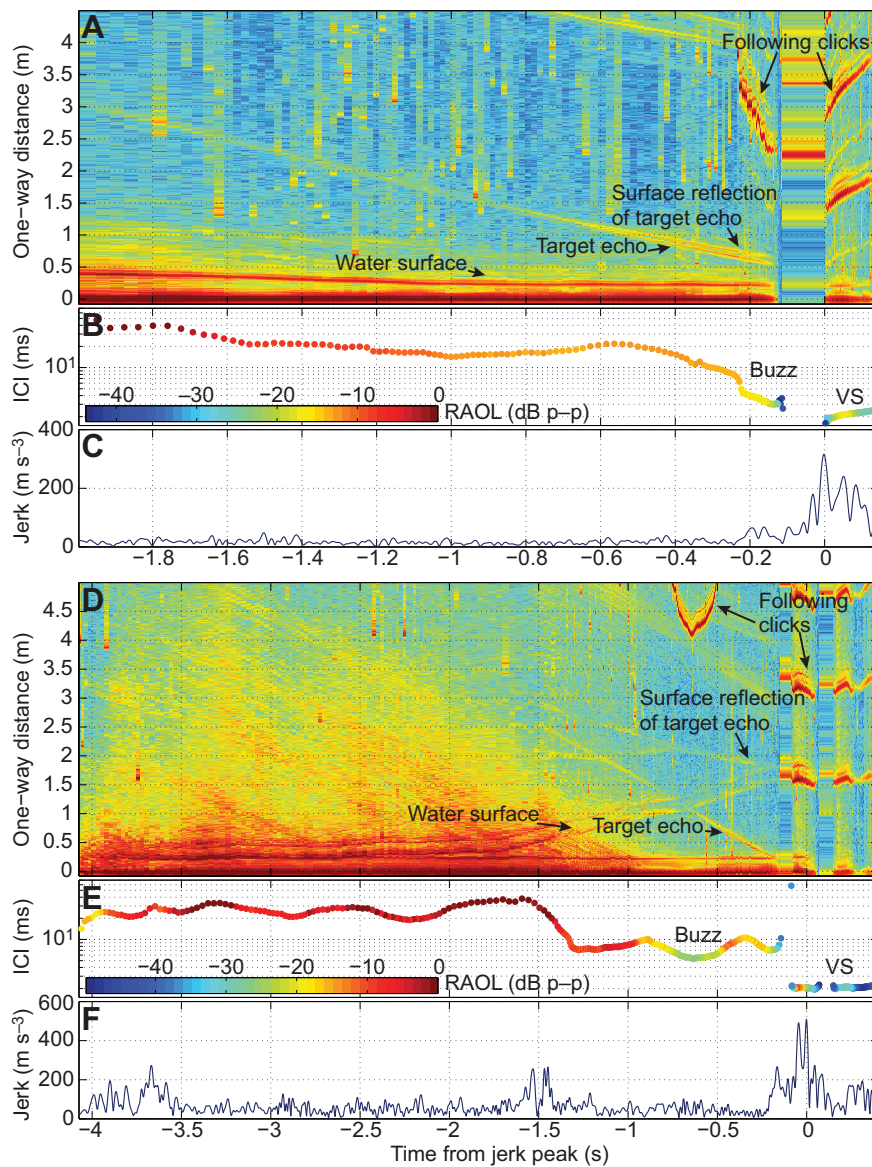 A
4
3.5
3
2.5
2
1.5
1
0.5
0
One-way distance (m)
Following clicks
Surface reflection
of target echo
Target echo
Water surface
B
ICI (ms)
10¹
Buzz
VS
−40 −30 −20 −10 0
RAOL (dB p–p)
C
Jerk (m s⁻³)
400
200
0
−1.8 −1.6 −1.4 −1.2 −1 −0.8 −0.6 −0.4 −0.2 0
D
4.5
4
3.5
3
2.5
2
1.5
1
0.5
0
One-way distance (m)
Following
clicks
Surface reflection
of target echo
Water surface
Target echo
E
ICI (ms)
10¹
Buzz
VS
−40 −30 −20 −10 0
RAOL (dB p–p)
F
Jerk (m s⁻³)
600
400
200
0
−4 −3.5 −3 −2.5 −2 −1.5 −1 −0.5 0
Time from jerk peak (s)